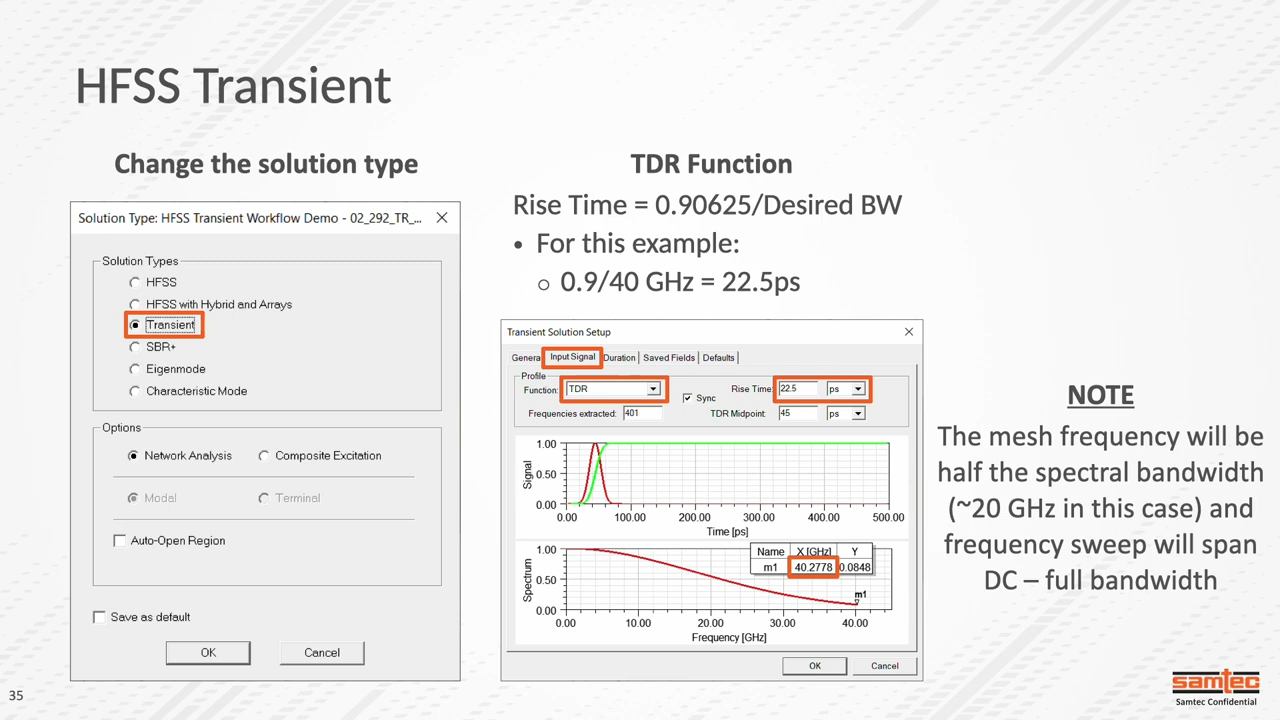 HFSS Transient
Change the solution type
Solution Type: HFSS Transient Workflow Demo - 02_292_TR_...
Solution Types
HFSS
HFSS with Hybrid and Arrays
Transient
SBR+
Eigenmode
Characteristic Mode
Options
Network Analysis
Composite Excitation
Modal
Terminal
Auto-Open Region
Save as default
OK
Cancel
TDR Function
Rise Time = 0.90625/Desired BW
• For this example:
○ 0.9/40 GHz = 22.5ps
Transient Solution Setup
Genera Input Signal Duration Saved Fields Defaults
Profile
Function: TDR
Sync
Rise Time: 22.5 ps
Frequencies extracted: 401
TDR Midpoint: 45 ps
Signal
1.00
0.50
0.00
0.00 100.00 200.00 300.00 400.00 500.00
Time [ps]
Spectrum
1.00
0.50
0.00
Name X [GHz] Y
m1 40.2778 0.0848
m1
0.00 10.00 20.00 30.00 40.00
Frequency [GHz]
OK
Cancel
NOTE
The mesh frequency will be
half the spectral bandwidth
(~20 GHz in this case) and
frequency sweep will span
DC – full bandwidth
35
samtec
Samtec Confidential